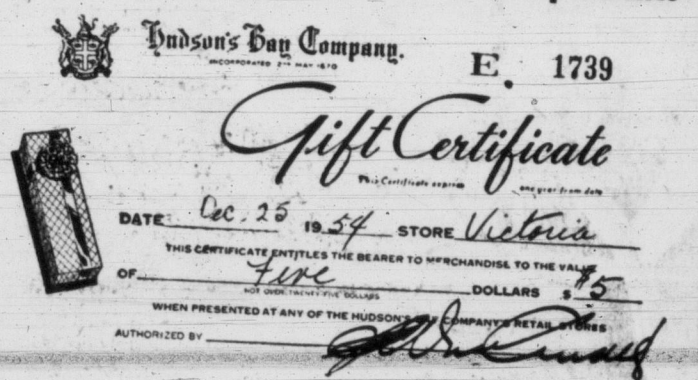 Hudson's Bay Company.
INCORPORATED 2ND MAY 1670
E. 1739
Gift Certificate
This Certificate expires one year from date
DATE Dec. 25 1954 STORE Victoria
THIS CERTIFICATE ENTITLES THE BEARER TO MERCHANDISE TO THE VALUE
OF Five DOLLARS $ $5
NOT OVER TWENTY FIVE DOLLARS
WHEN PRESENTED AT ANY OF THE HUDSON'S BAY COMPANY'S RETAIL STORES
AUTHORIZED BY